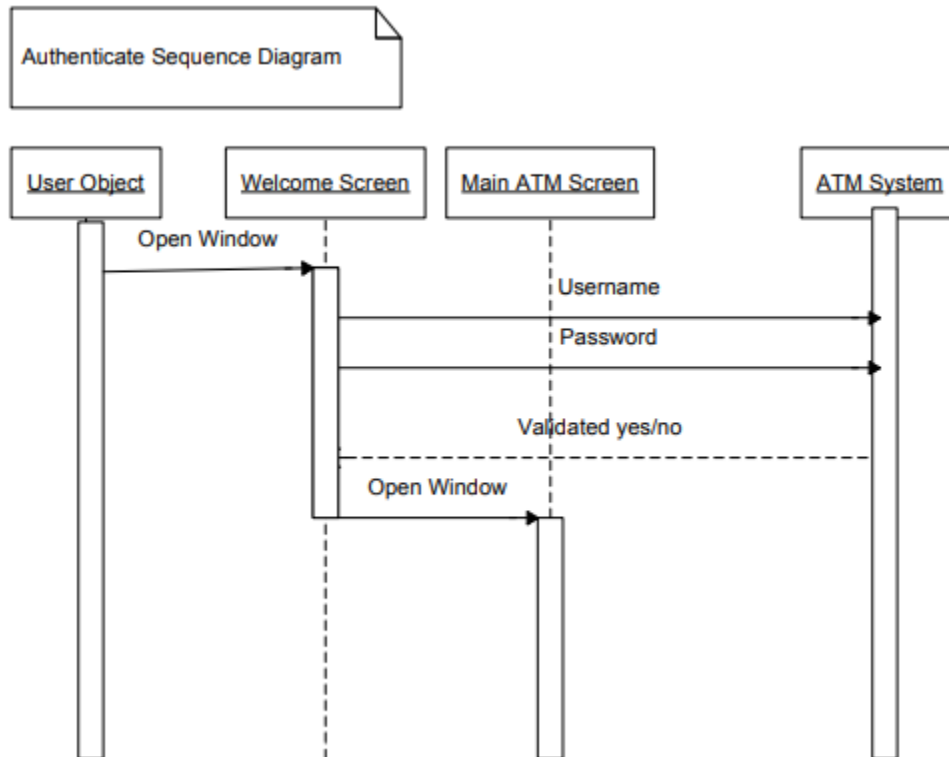 Authenticate Sequence Diagram
User Object
Welcome Screen
Main ATM Screen
ATM System
Open Window
Username
Password
Validated yes/no
Open Window